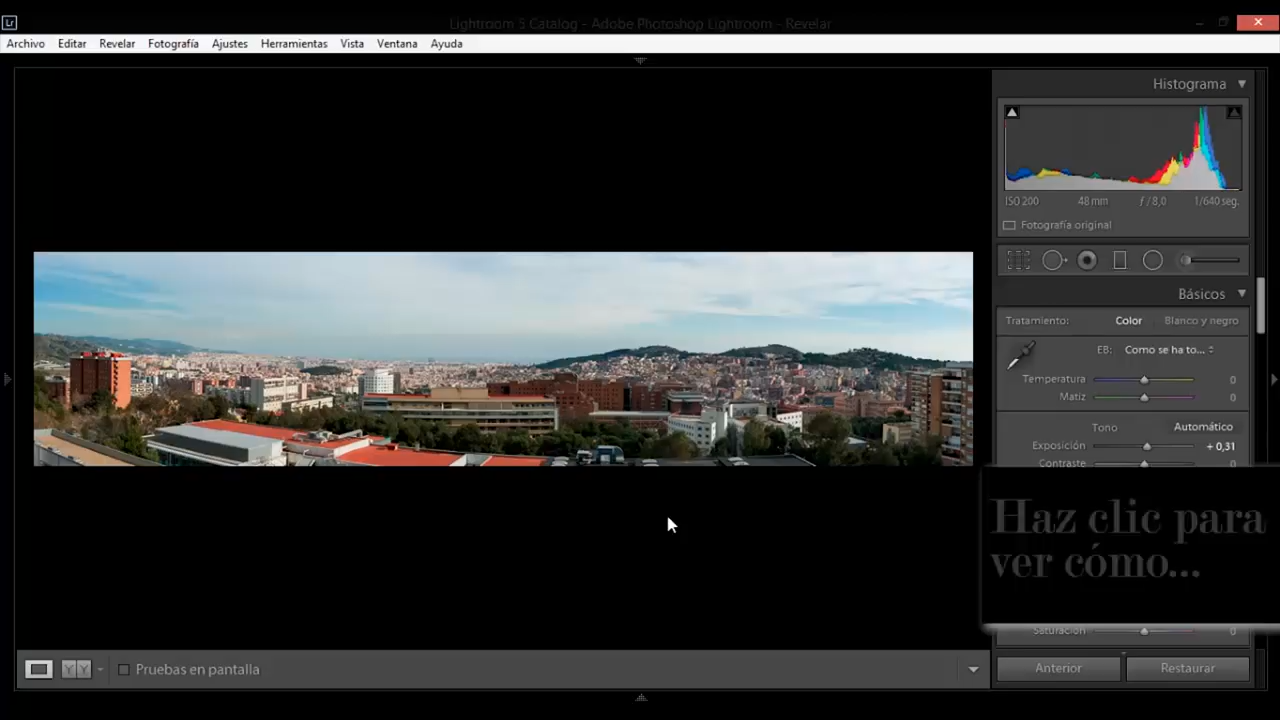 Lr
Lightroom 5 Catalog - Adobe Photoshop Lightroom - Revelar
Archivo Editar Revelar Fotografía Ajustes Herramientas Vista Ventana Ayuda
Histograma
ISO 200 48 mm ƒ / 8,0 1/640 seg.
Fotografía original
Básicos
Tratamiento: Color Blanco y negro
EB: Como se ha to...
Temperatura 0
Matiz 0
Tono Automático
Exposición + 0,31
Contraste 0
Haz clic para
ver cómo...
Saturación 0
Y Y Pruebas en pantalla
Anterior Restaurar